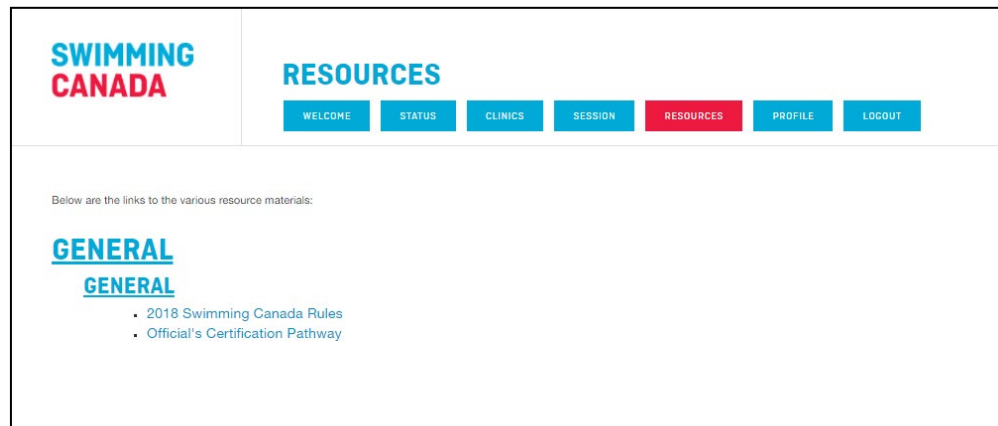 SWIMMING
CANADA
RESOURCES
WELCOME STATUS CLINICS SESSION RESOURCES PROFILE LOGOUT
Below are the links to the various resource materials:
GENERAL
GENERAL
2018 Swimming Canada Rules
Official's Certification Pathway